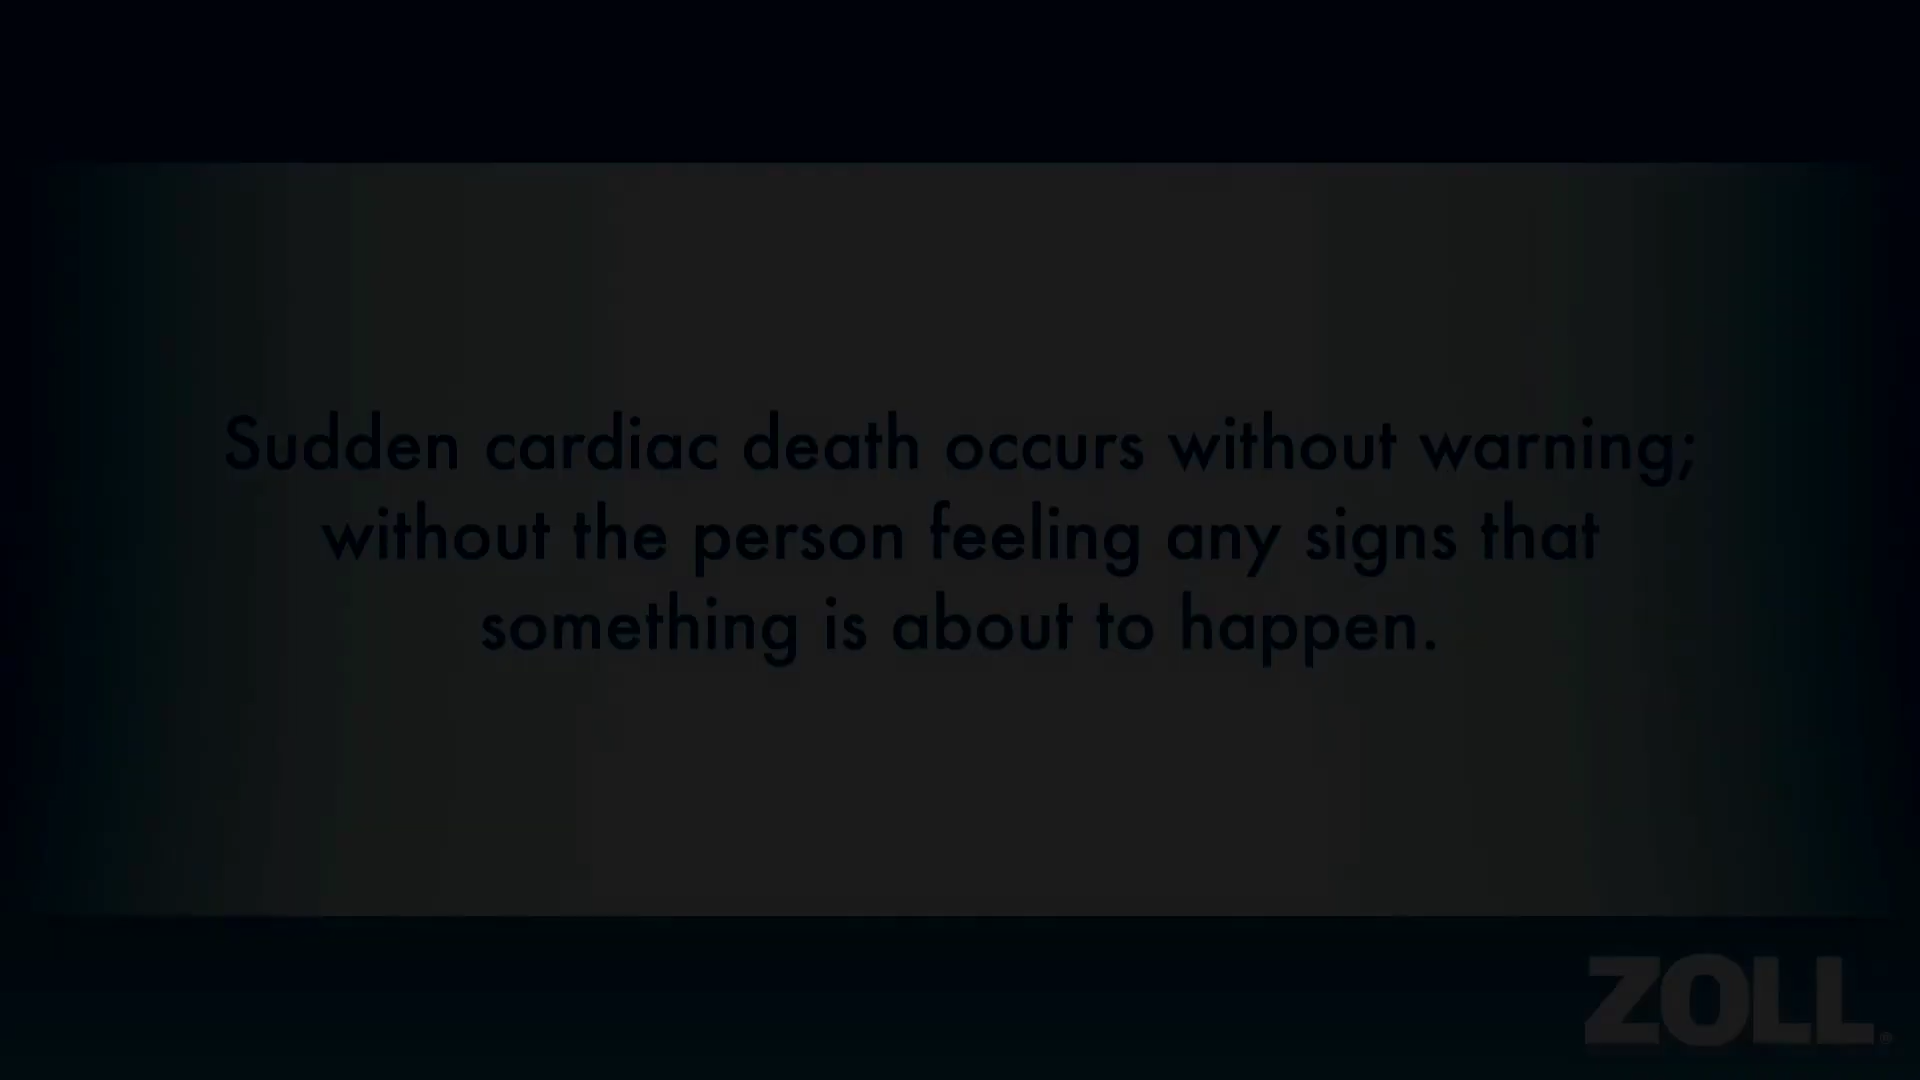 Sudden cardiac death occurs without warning;
without the person feeling any signs that
something is about to happen.
ZOLL®